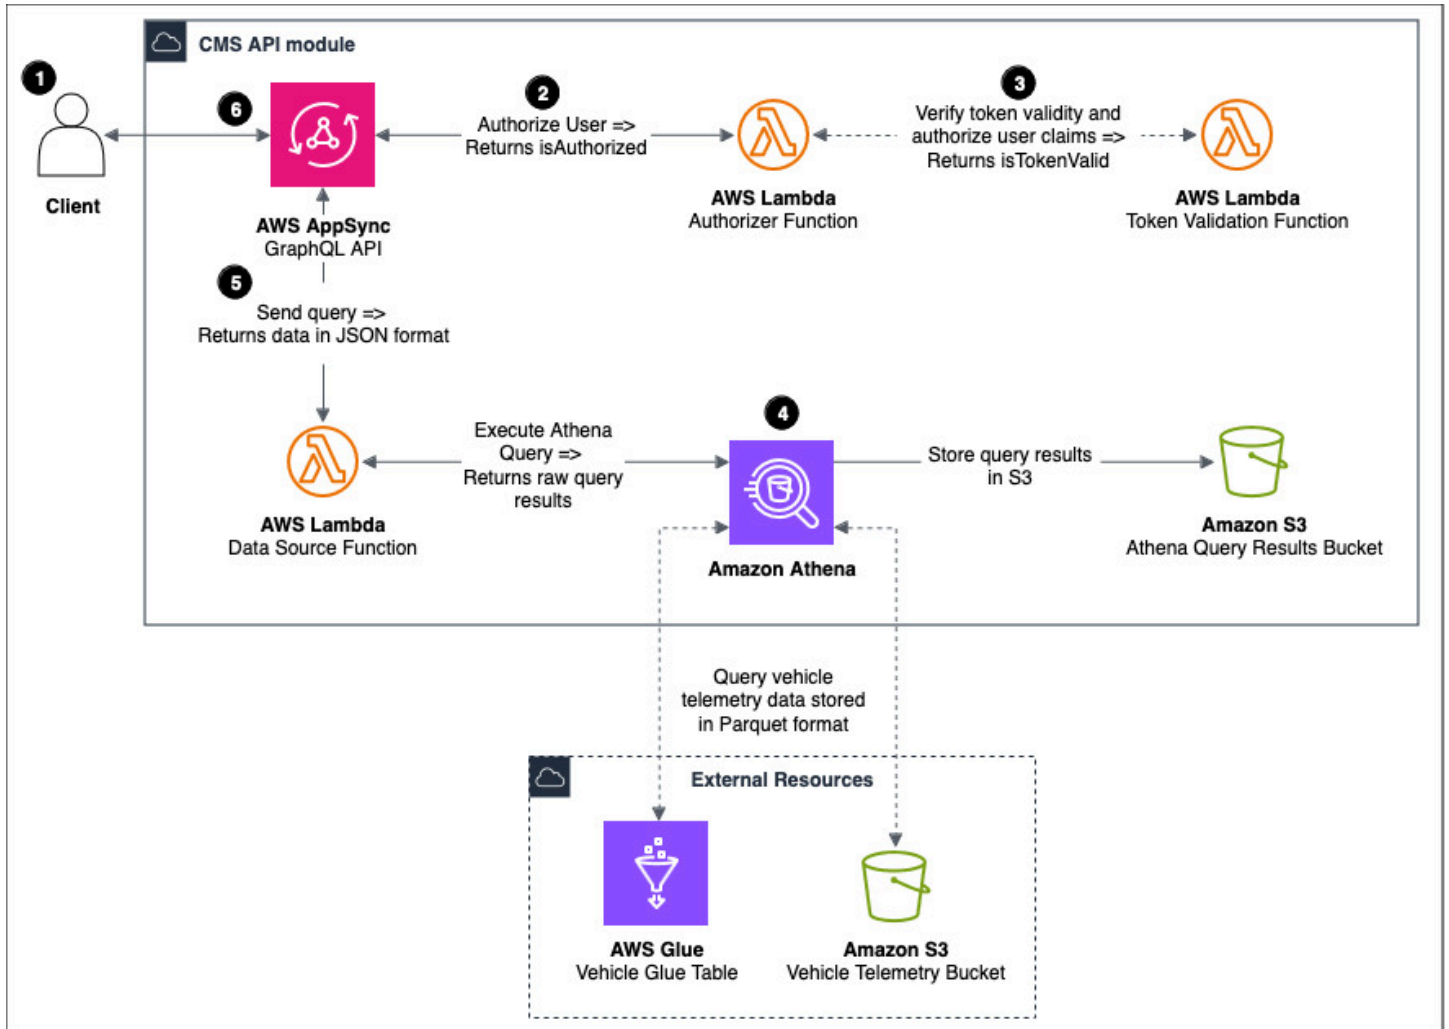 CMS API module
1
Client
6
AWS AppSync
GraphQL API
2
Authorize User =>
Returns isAuthorized
AWS Lambda
Authorizer Function
3
Verify token validity and
authorize user claims =>
Returns isTokenValid
AWS Lambda
Token Validation Function
5
Send query =>
Returns data in JSON format
AWS Lambda
Data Source Function
Execute Athena
Query =>
Returns raw query
results
4
Amazon Athena
Store query results
in S3
Amazon S3
Athena Query Results Bucket
Query vehicle
telemetry data stored
in Parquet format
External Resources
AWS Glue
Vehicle Glue Table
Amazon S3
Vehicle Telemetry Bucket